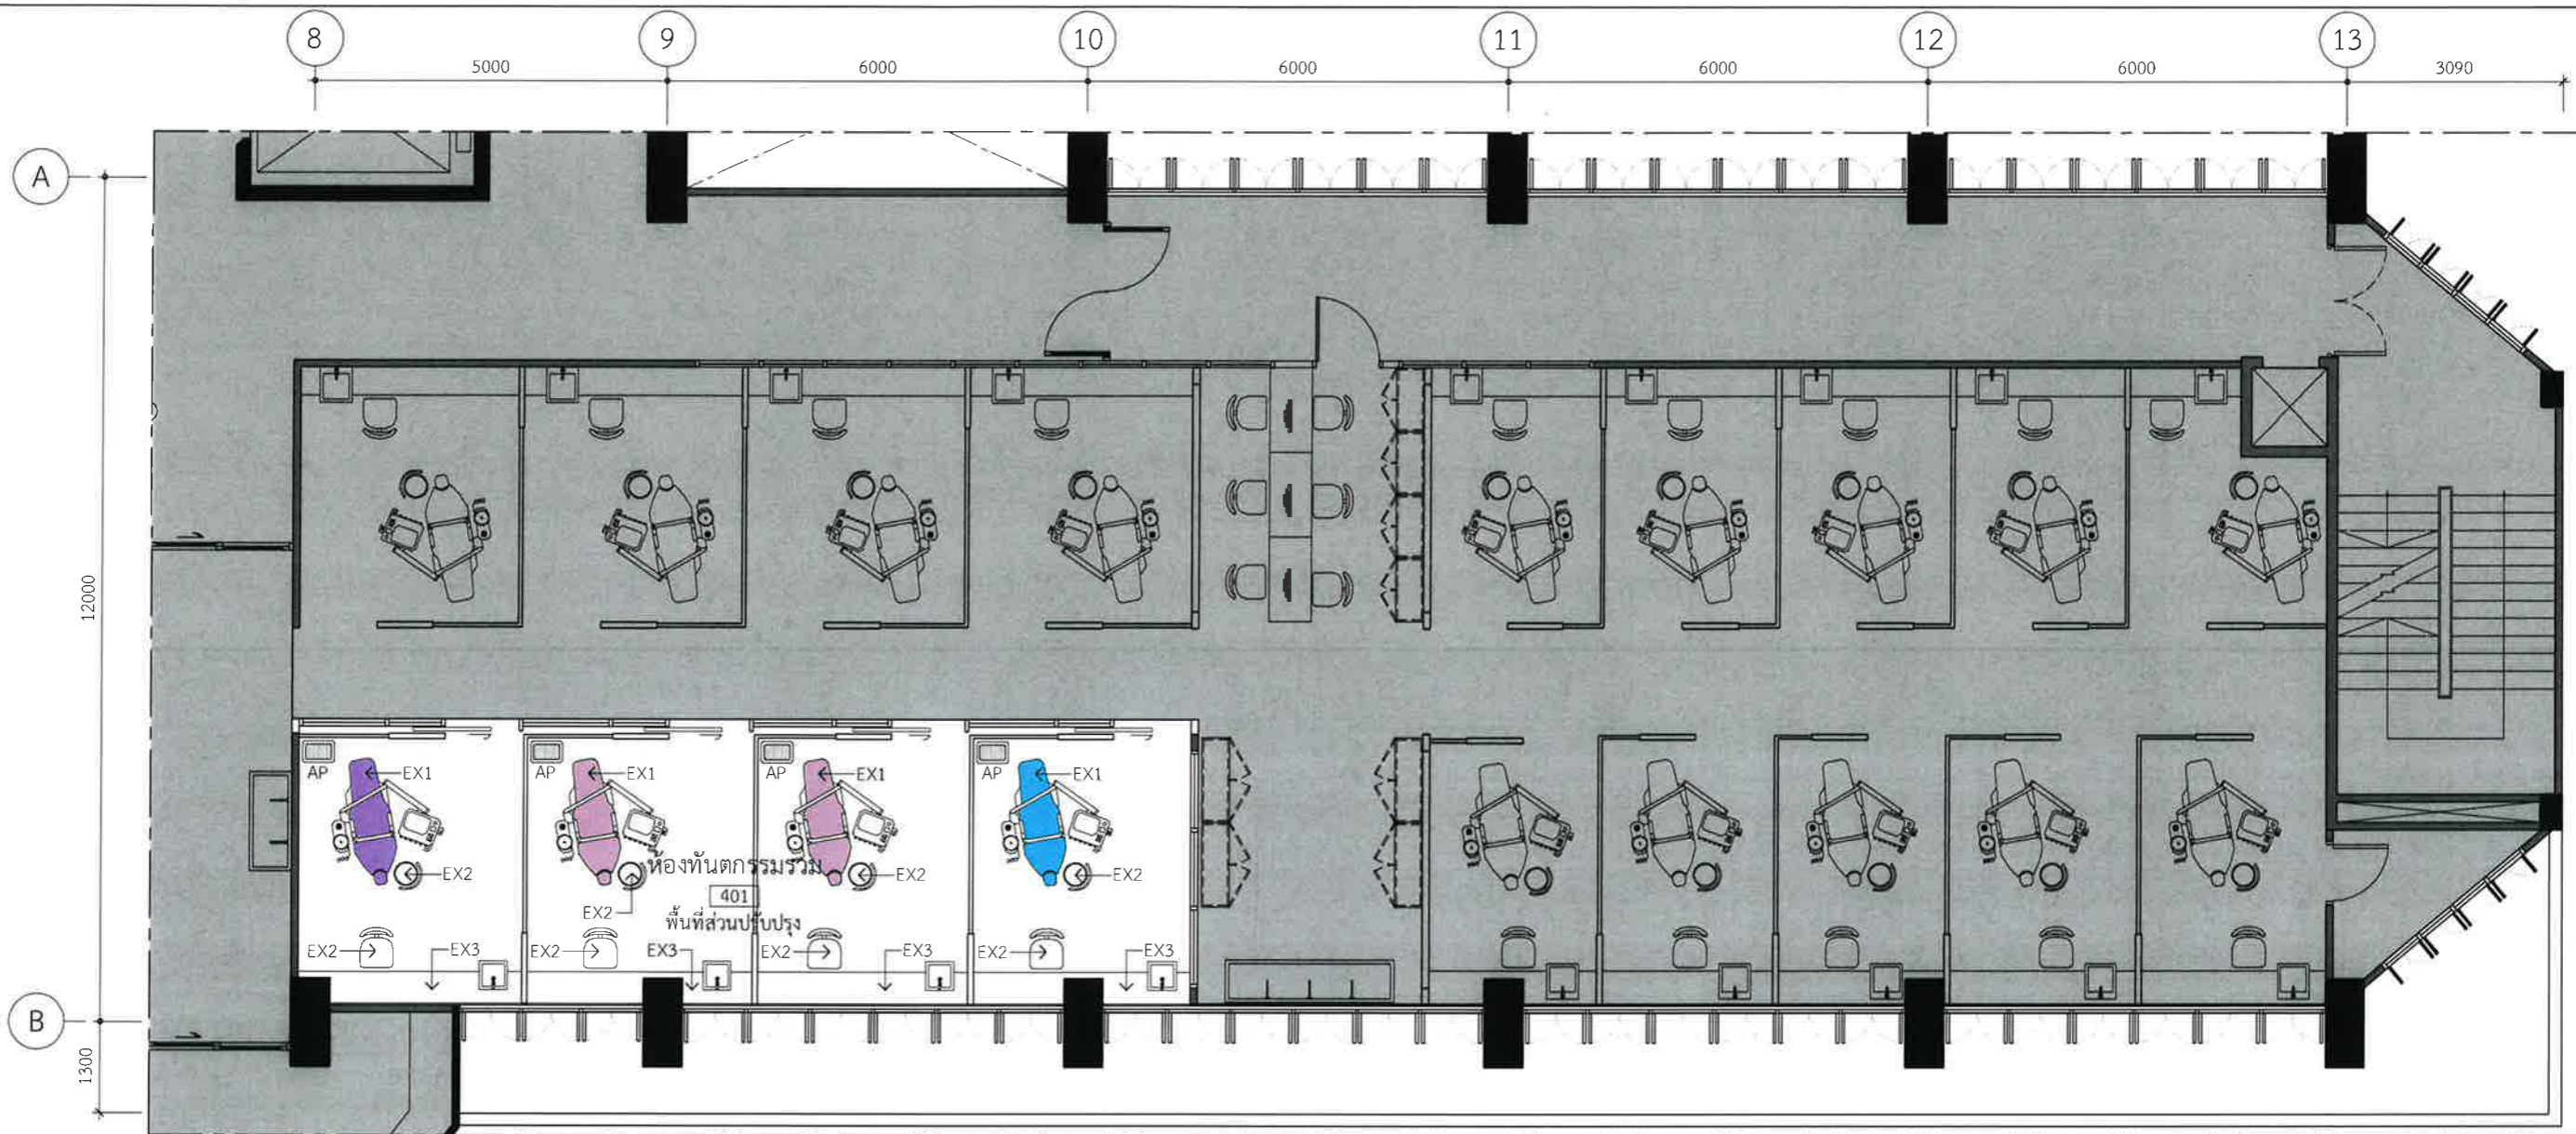 8 9 10 11 12 13
5000 6000 6000 6000 6000 3090
A
12000
AP AP AP AP
EX1 EX1 EX1 EX1
ห้องทันตกรรมรวม
EX2 EX2 EX2
401
EX2
พื้นที่ส่วนปรับปรุง
EX2 EX3 EX2 EX3 EX2 EX3 EX2 EX3
B
1300